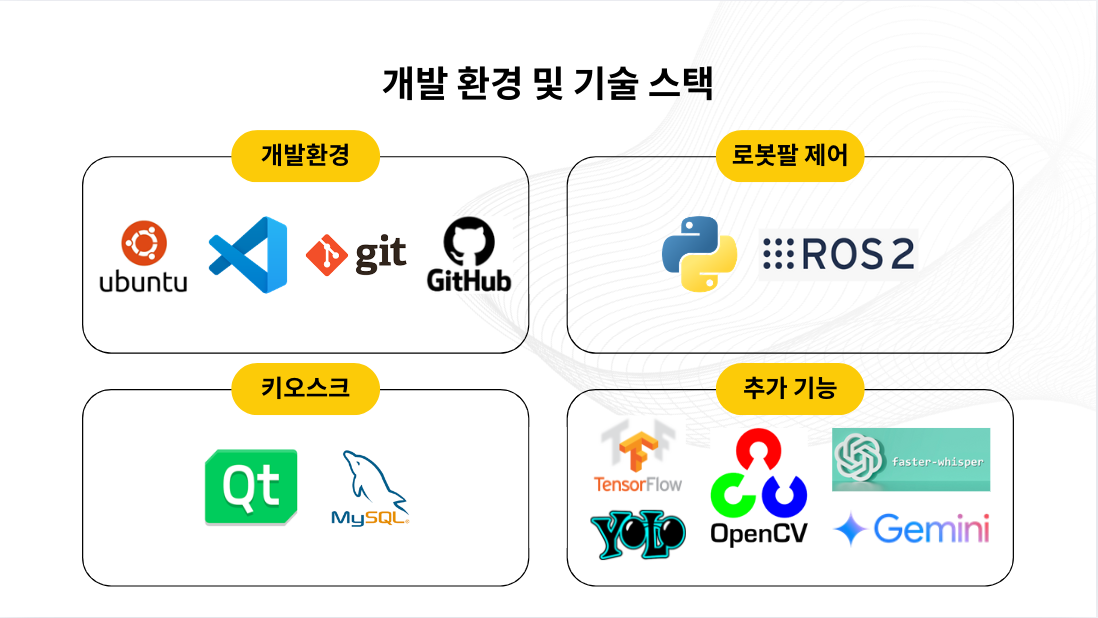 개발 환경 및 기술 스택
개발환경
ubuntu
git
GitHub
로봇팔 제어
ROS 2
키오스크
Qt
MySQL
추가 기능
TensorFlow
YOLO
OpenCV
faster-whisper
Gemini